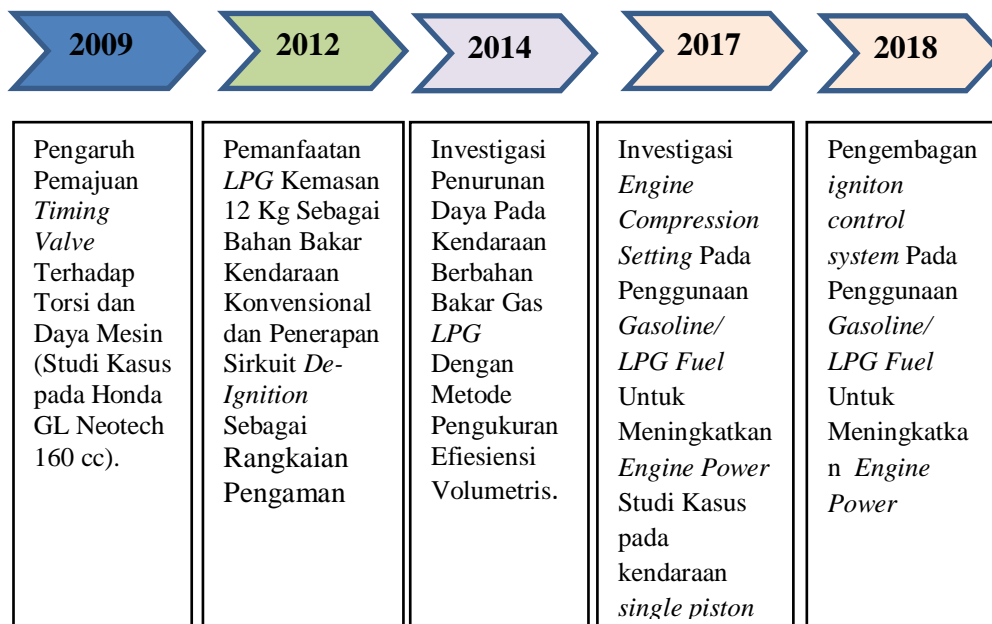 2009
2012
2014
2017
2018
Pengaruh
Pemajuan
Timing
Valve
Terhadap
Torsi dan
Daya Mesin
(Studi Kasus
pada Honda
GL Neotech
160 cc).
Pemanfaatan
LPG Kemasan
12 Kg Sebagai
Bahan Bakar
Kendaraan
Konvensional
dan Penerapan
Sirkuit De-
Ignition
Sebagai
Rangkaian
Pengaman
Investigasi
Penurunan
Daya Pada
Kendaraan
Berbahan
Bakar Gas
LPG
Dengan
Metode
Pengukuran
Efiesiensi
Volumetris.
Investigasi
Engine
Compression
Setting Pada
Penggunaan
Gasoline/
LPG Fuel
Untuk
Meningkatkan
Engine Power
Studi Kasus
pada
kendaraan
single piston
Pengembagan
igniton
control
system Pada
Penggunaan
Gasoline/
LPG Fuel
Untuk
Meningkatka
n Engine
Power